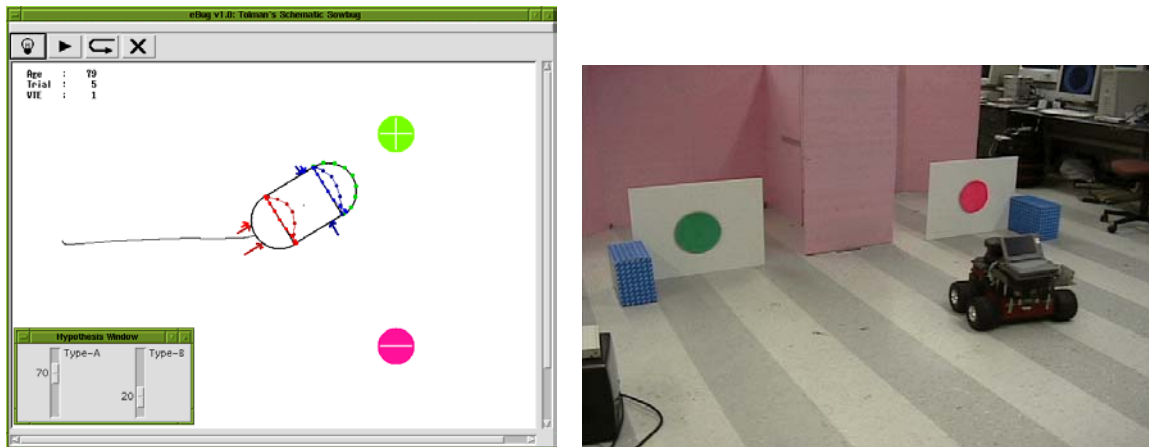 eBug v1.0: Tolman's Schematic Sowbug
Age : 79
Trial : 5
VTE : 1
Hypothesis Window
Type-A
Type-B
70
20